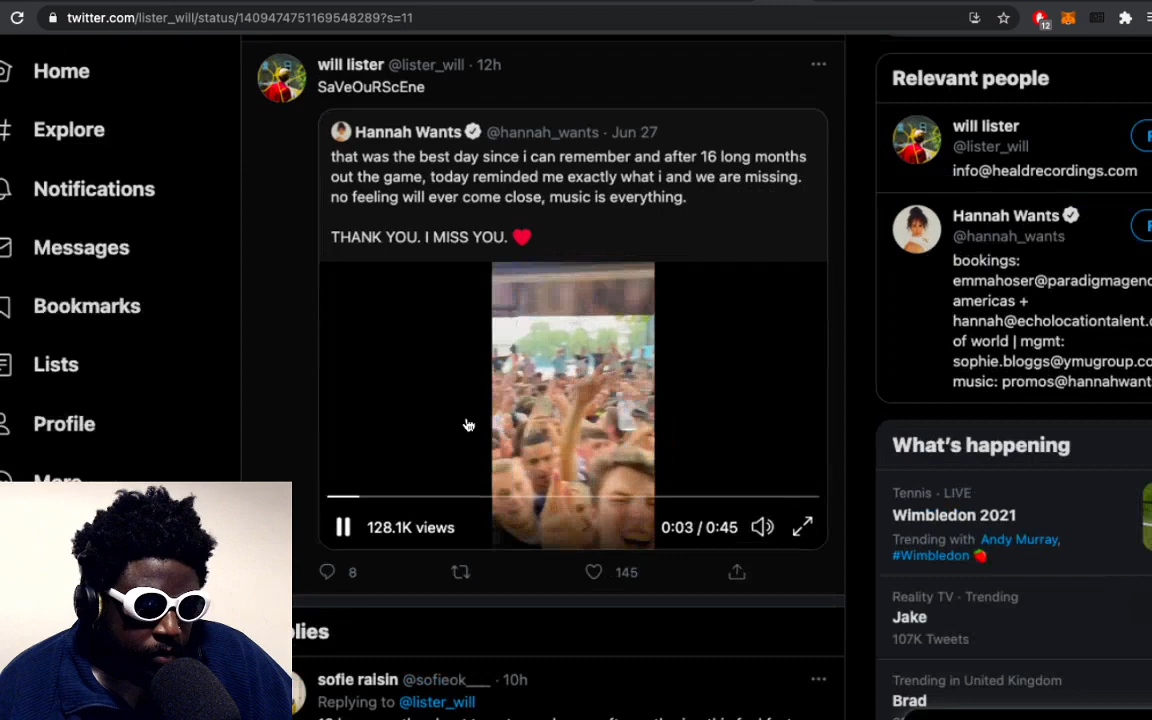 twitter.com/lister_will/status/1409474751169548289?s=11
12
Home
Explore
Notifications
Messages
Bookmarks
Lists
Profile
will lister @lister_will · 12h
SaVeOuRScEne
Hannah Wants @hannah_wants · Jun 27
that was the best day since i can remember and after 16 long months
out the game, today reminded me exactly what i and we are missing.
no feeling will ever come close, music is everything.
THANK YOU. I MISS YOU. ❤️
128.1K views
0:03 / 0:45
8
145
plies
sofie raisin @sofieok___ · 10h
Replying to @lister_will
Relevant people
will lister
@lister_will
info@healdrecordings.com
Hannah Wants
@hannah_wants
bookings:
emmahoser@paradigmagenc
americas +
hannah@echolocationtalent.c
of world | mgmt:
sophie.bloggs@ymugroup.co
music: promos@hannahwant
What's happening
Tennis · LIVE
Wimbledon 2021
Trending with Andy Murray,
#Wimbledon 🍓
Reality TV · Trending
Jake
107K Tweets
Trending in United Kingdom
Brad